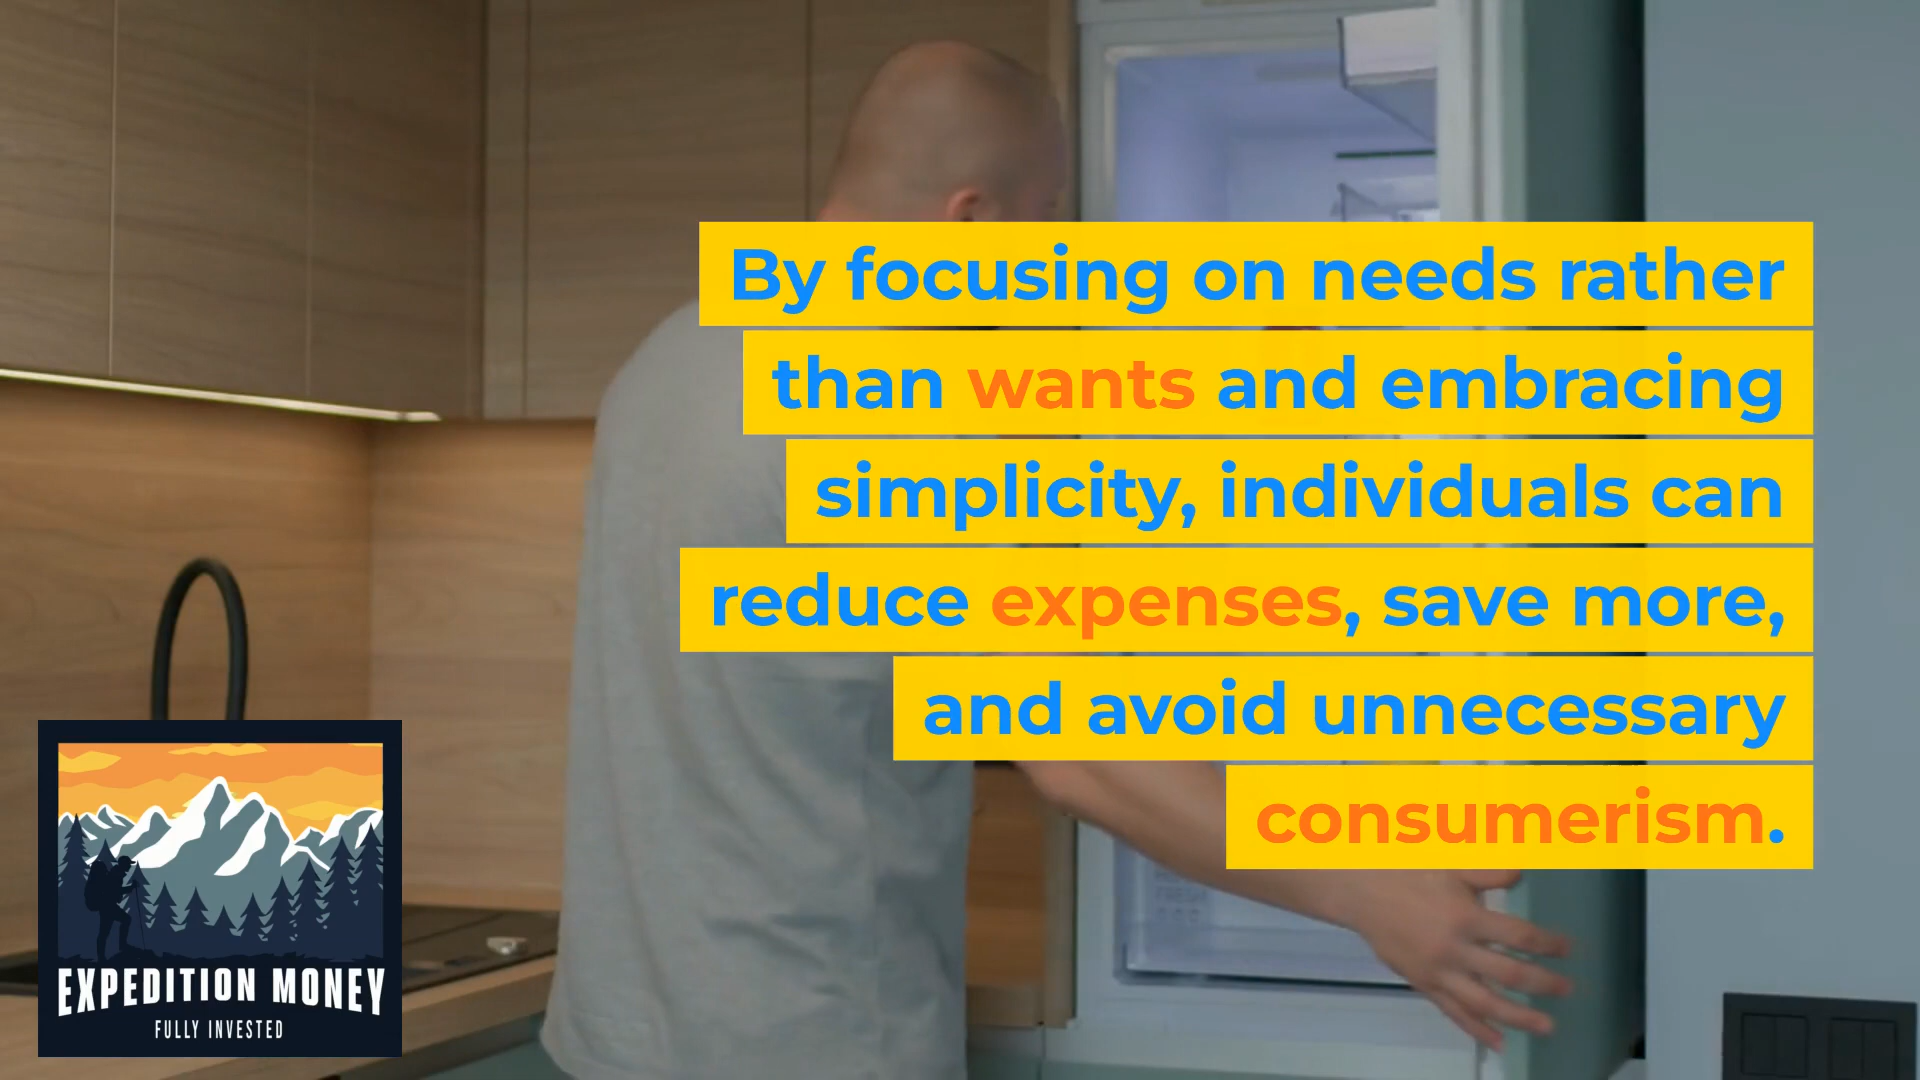 By focusing on needs rather
than wants and embracing
simplicity, individuals can
reduce expenses, save more,
and avoid unnecessary
consumerism.
EXPEDITION MONEY
FULLY INVESTED